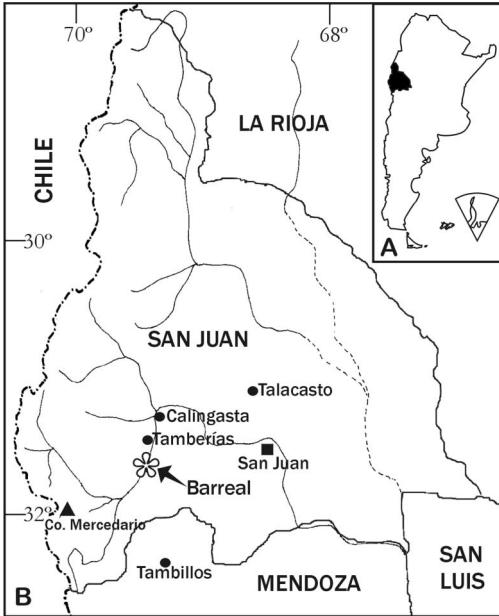 70º
68º
LA RIOJA
CHILE
A
30º
SAN JUAN
Talacasto
Calingasta
Tamberías
San Juan
Barreal
32º
Co. Mercedario
SAN
LUIS
B
Tambillos
MENDOZA